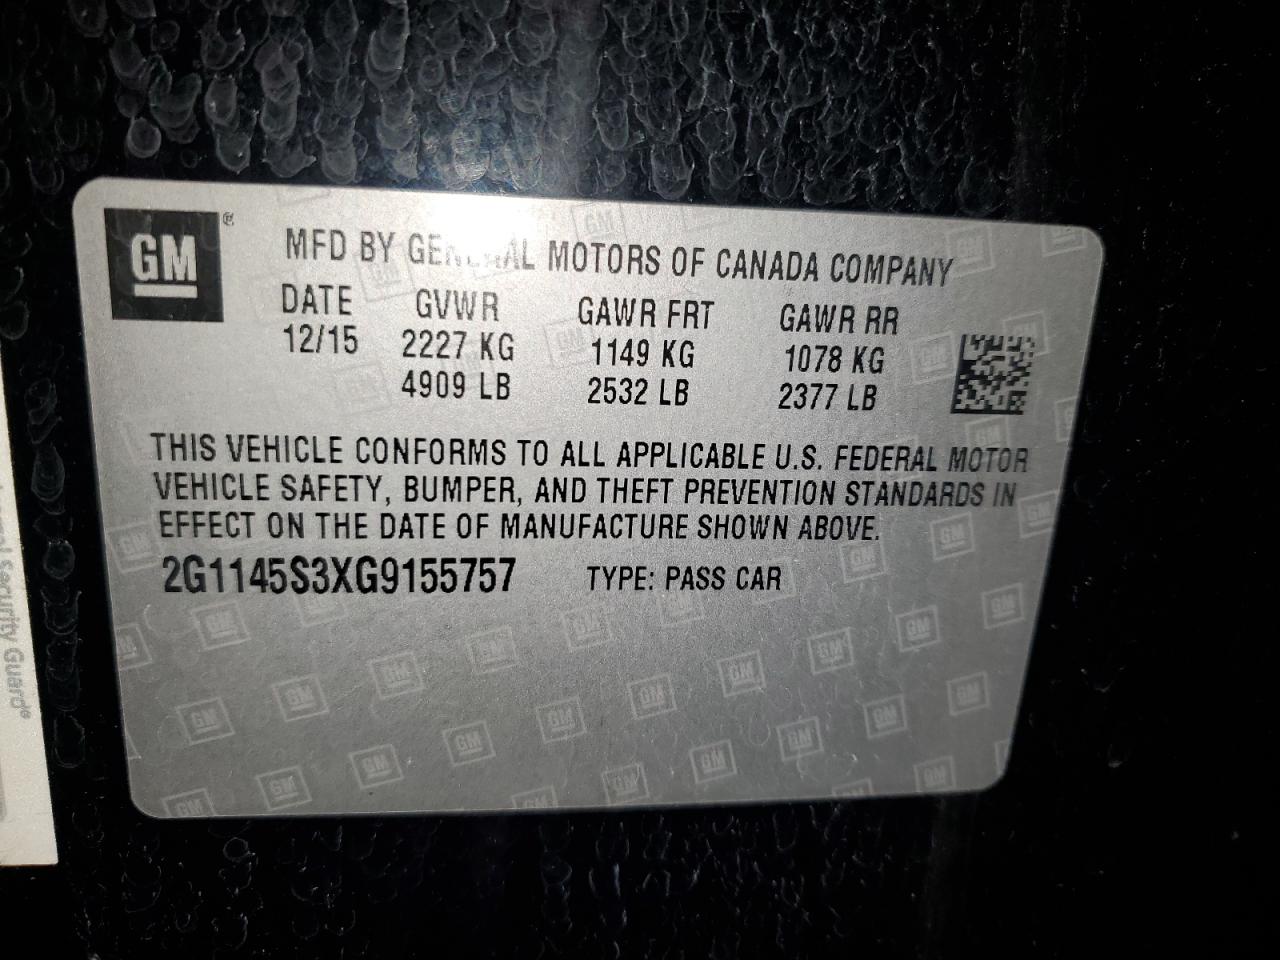 GM®
MFD BY GENERAL MOTORS OF CANADA COMPANY
DATE GVWR GAWR FRT GAWR RR
12/15 2227 KG 1149 KG 1078 KG
4909 LB 2532 LB 2377 LB
THIS VEHICLE CONFORMS TO ALL APPLICABLE U.S. FEDERAL MOTOR
VEHICLE SAFETY, BUMPER, AND THEFT PREVENTION STANDARDS IN
EFFECT ON THE DATE OF MANUFACTURE SHOWN ABOVE.
2G1145S3XG9155757 TYPE: PASS CAR
Security Guard®